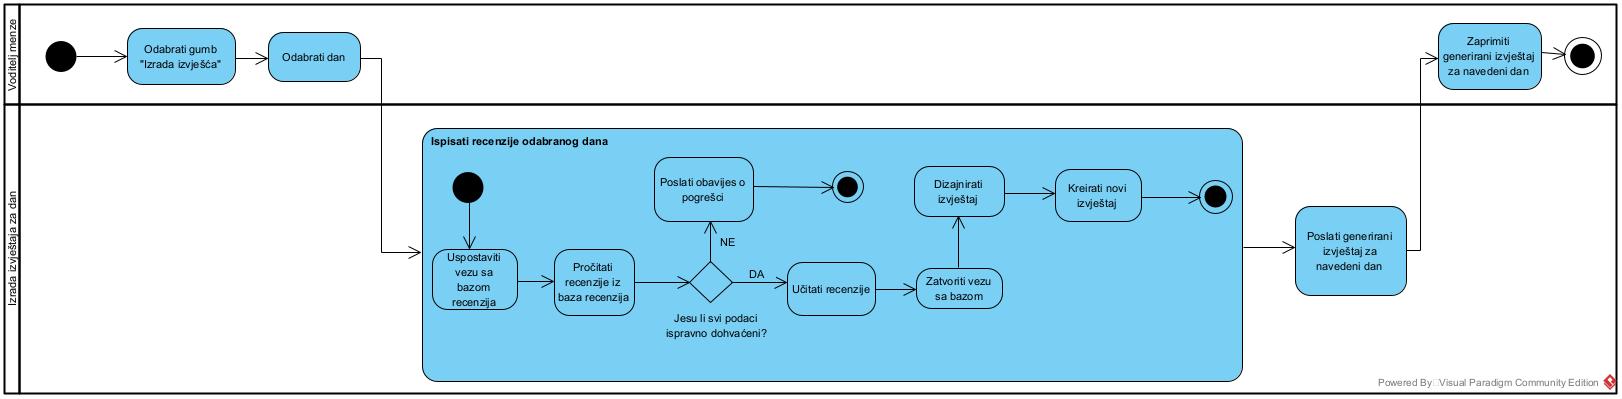 Voditelj menze
Odabrati gumb
"Izrada izvješća"
Odabrati dan
Zaprimiti
generirani izvještaj
za navedeni dan
Izrada izvještaja za dan
Ispisati recenzije odabranog dana
Uspostaviti
vezu sa
bazom
recenzija
Pročitati
recenzije iz
baza recenzija
Poslati obavijes o
pogrešci
NE
DA
Jesu li svi podaci
ispravno dohvaćeni?
Učitati recenzije
Zatvoriti vezu
sa bazom
Dizajnirati
izvještaj
Kreirati novi
izvještaj
Poslati generirani
izvještaj za
navedeni dan
Powered By Visual Paradigm Community Edition